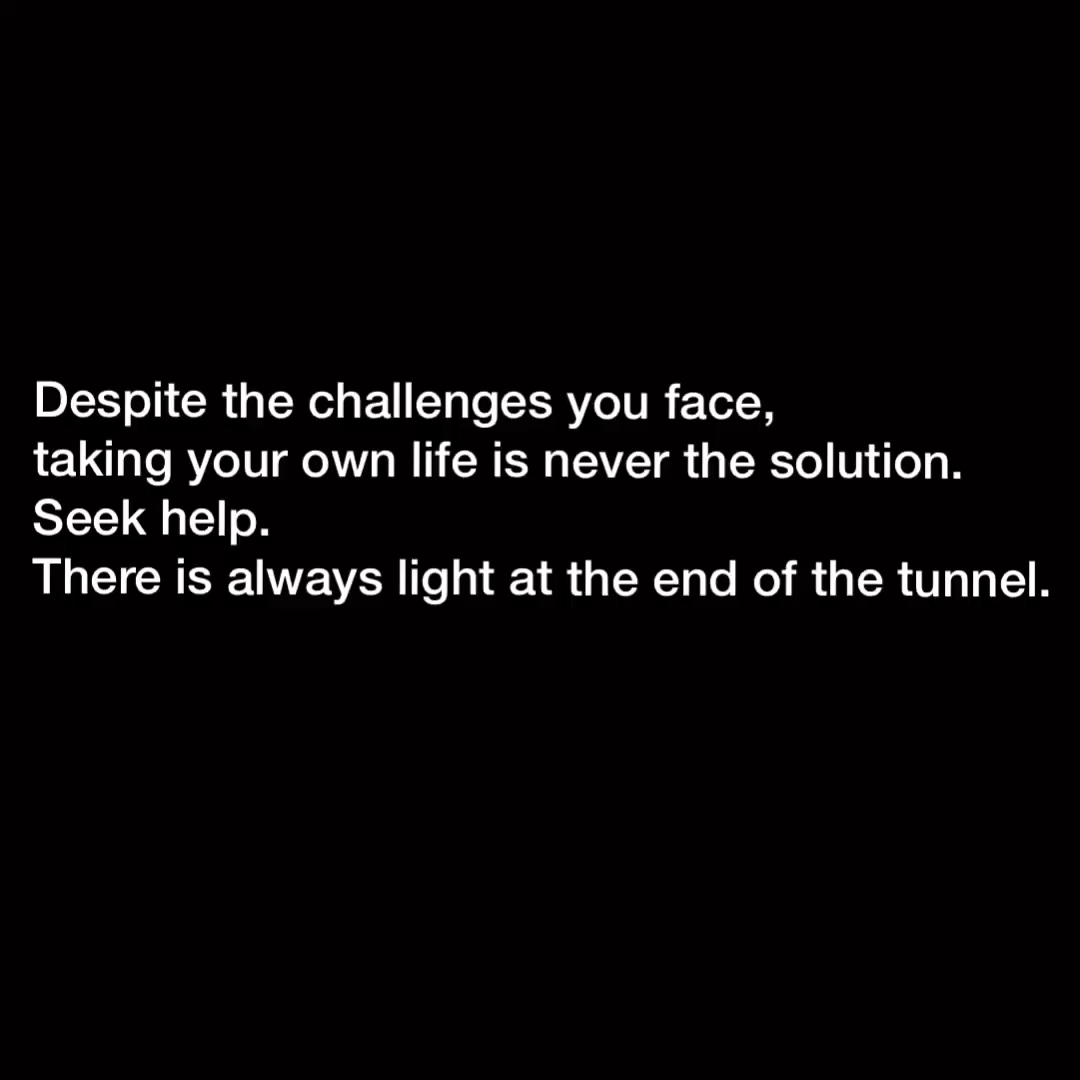 Despite the challenges you face,
taking your own life is never the solution.
Seek help.
There is always light at the end of the tunnel.